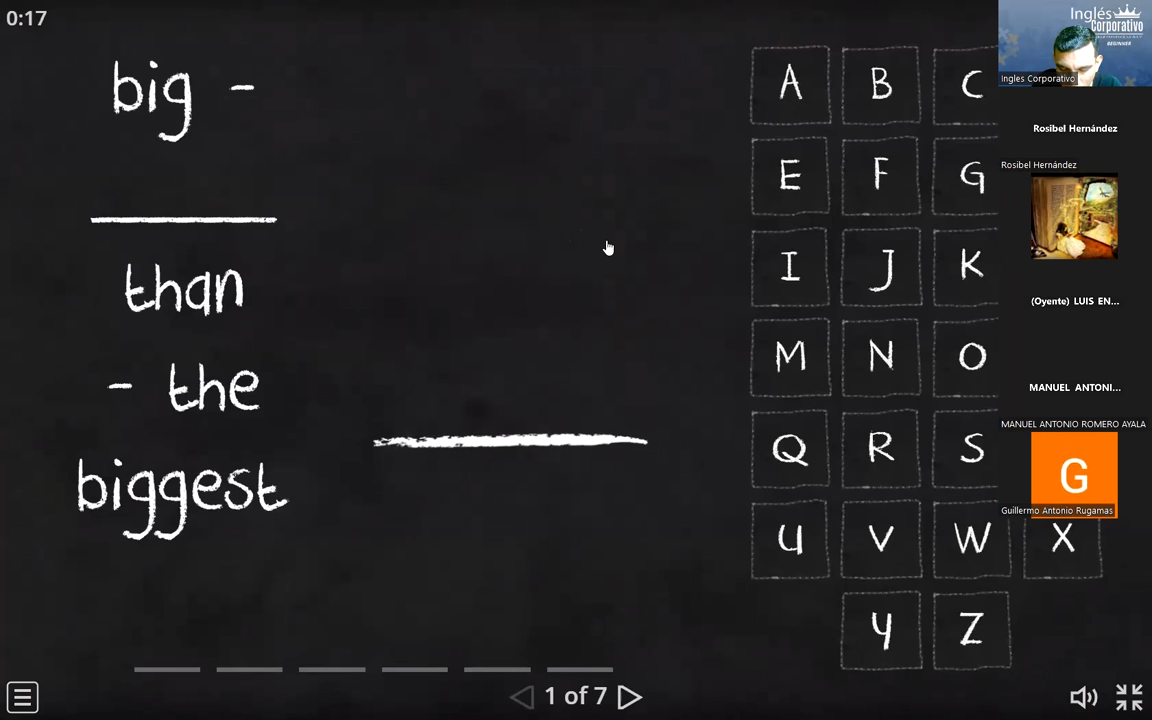 0:17
big -
than
- the
biggest
A B C
E F G
I J K
M N O
Q R S
U V W X
Y Z
1 of 7
Inglés
Corporativo
BEGINNER
Ingles Corporativo
Rosibel Hernández
Rosibel Hernández
(Oyente) LUIS EN...
MANUEL ANTONI...
MANUEL ANTONIO ROMERO AYALA
G
Guillermo Antonio Rugamas